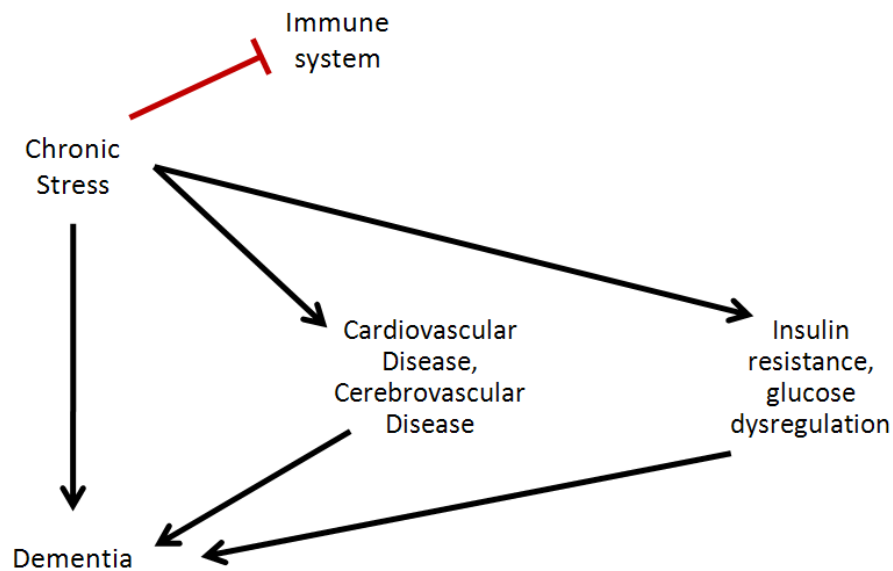 Immune
system
Chronic
Stress
Cardiovascular
Disease,
Cerebrovascular
Disease
Insulin
resistance,
glucose
dysregulation
Dementia